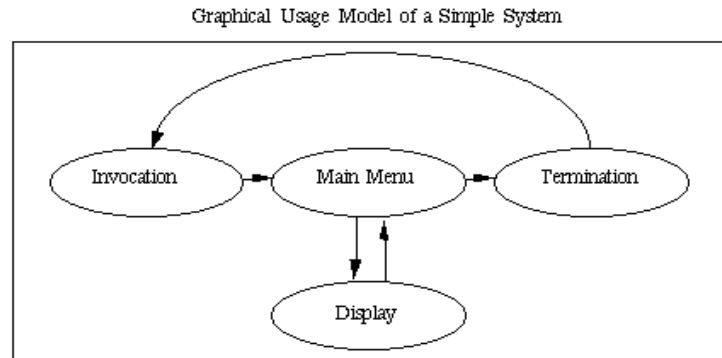 Graphical Usage Model of a Simple System
Invocation
Main Menu
Termination
Display